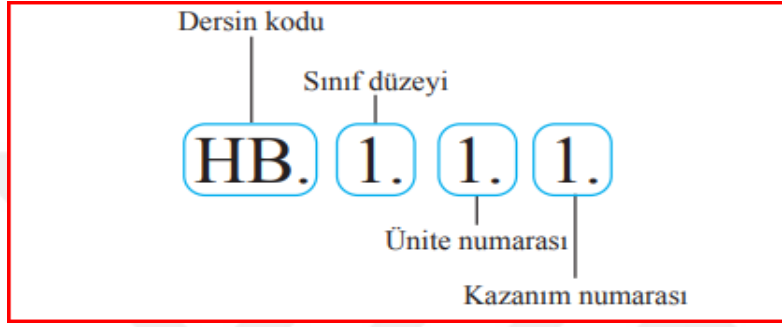 Dersin kodu
Sınıf düzeyi
HB. 1. 1. 1.
Ünite numarası
Kazanım numarası